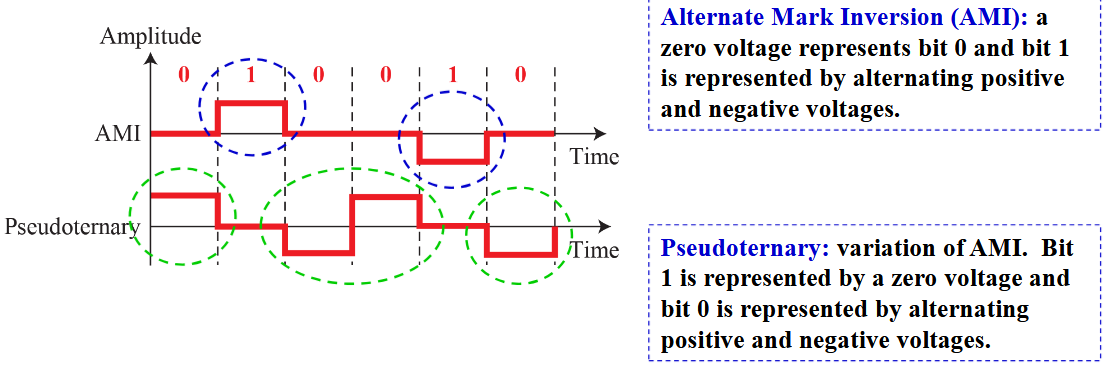 Amplitude
0 1 0 0 1 0
AMI
Time
Pseudoternary
Time
Alternate Mark Inversion (AMI): a
zero voltage represents bit 0 and bit 1
is represented by alternating positive
and negative voltages.
Pseudoternary: variation of AMI. Bit
1 is represented by a zero voltage and
bit 0 is represented by alternating
positive and negative voltages.